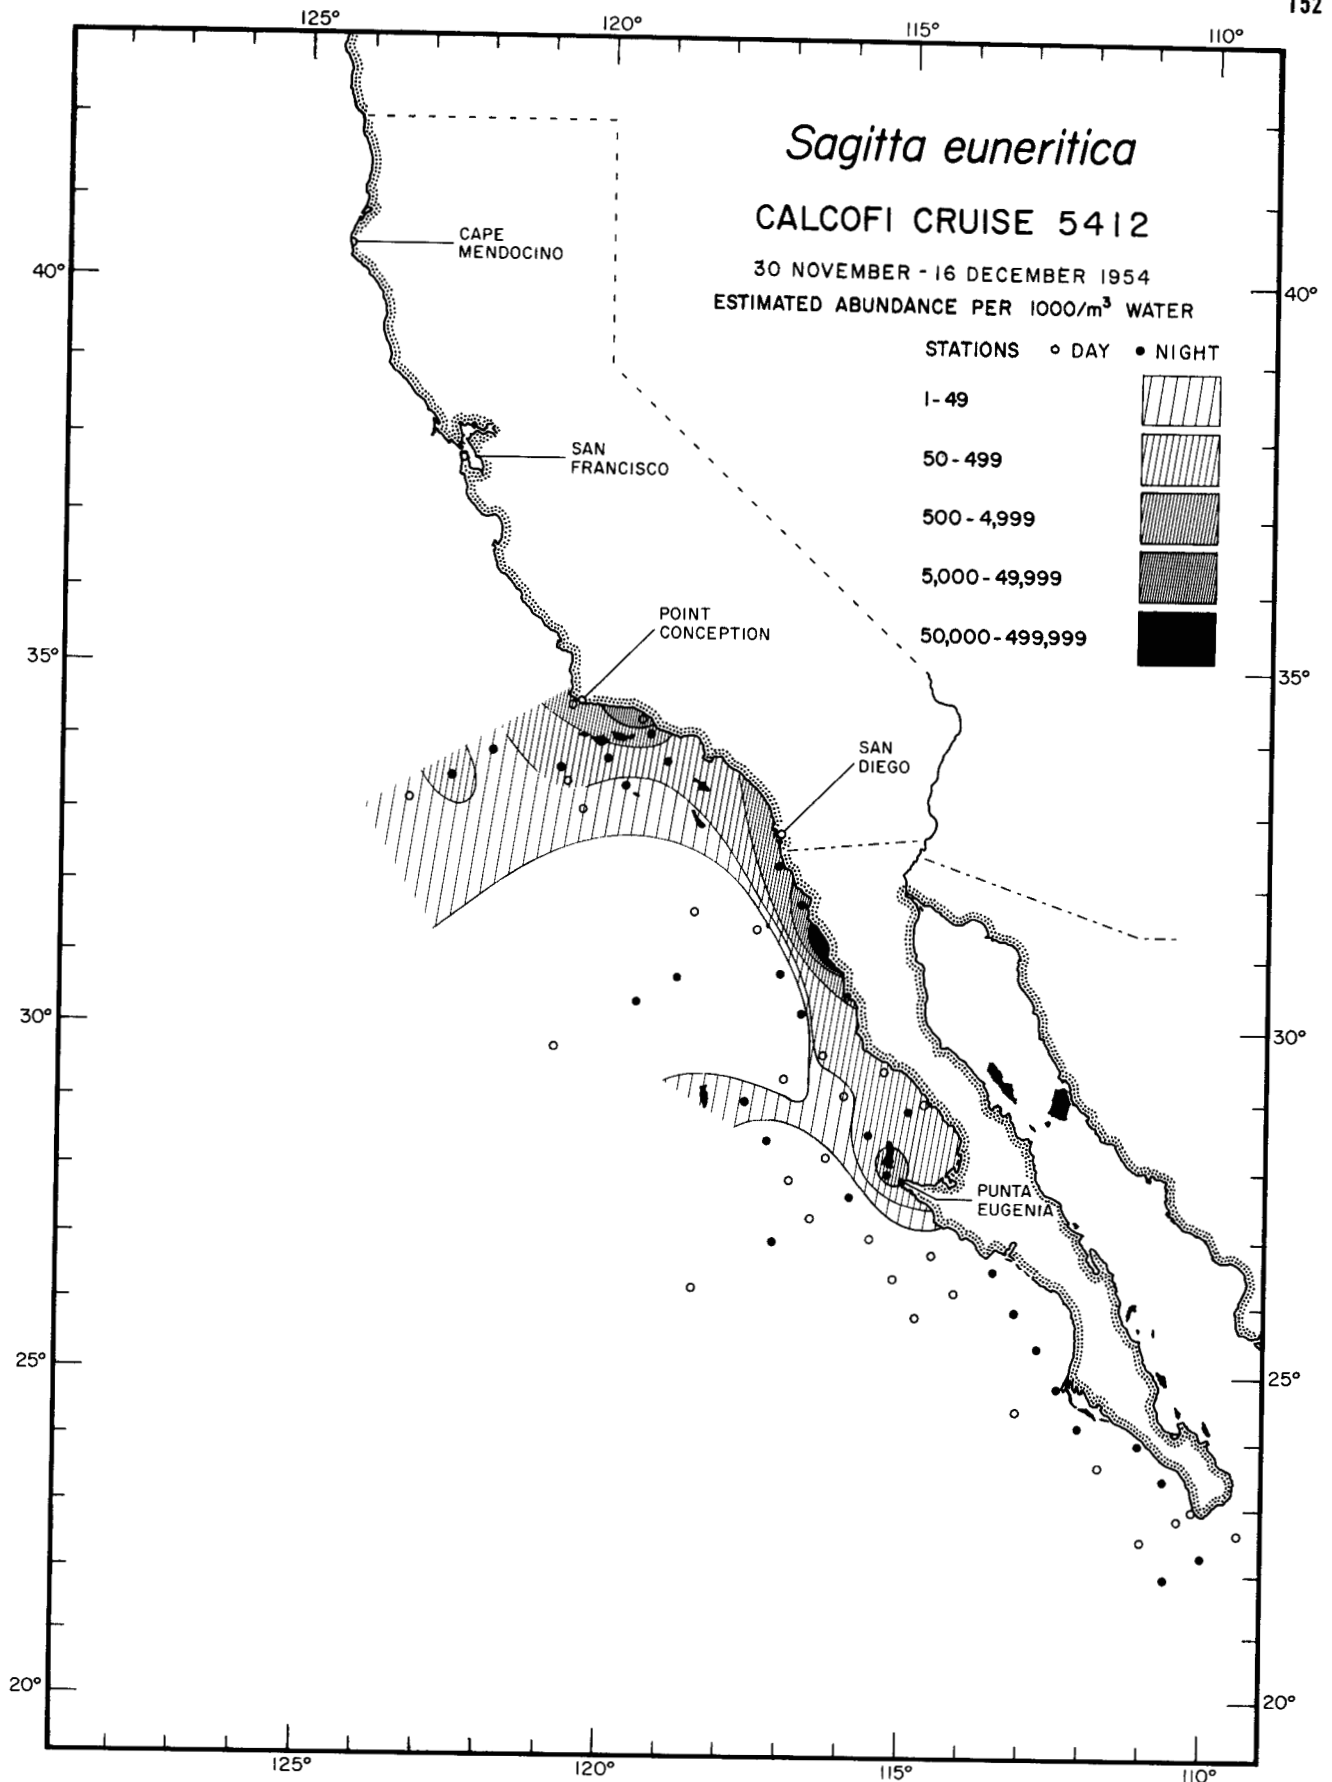 152
125°
120°
115°
110°
Sagitta euneritica
CALCOFI CRUISE 5412
30 NOVEMBER - 16 DECEMBER 1954
ESTIMATED ABUNDANCE PER 1000/m³ WATER
STATIONS ○ DAY ● NIGHT
1-49
50-499
500-4,999
5,000-49,999
50,000-499,999
CAPE
MENDOCINO
40°
40°
SAN
FRANCISCO
POINT
CONCEPTION
35°
35°
SAN
DIEGO
30°
30°
PUNTA
EUGENIA
25°
25°
20°
20°
125°
120°
115°
110°